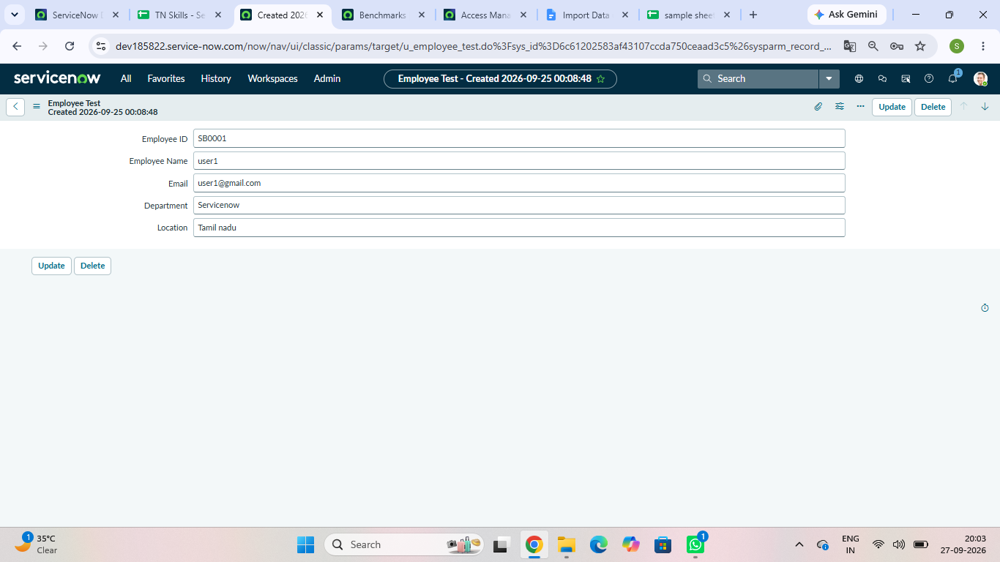 ServiceNow D
TN Skills - Se
Created 2026
Benchmarks
Access Mana
Import Data
sample sheet
Ask Gemini
dev185822.service-now.com/now/nav/ui/classic/params/target/u_employee_test.do%3Fsys_id%3D6c61202583af43107ccda750ceaad3c5%26sysparm_record_...
S
servicenow
All
Favorites
History
Workspaces
Admin
Employee Test - Created 2026-09-25 00:08:48
Search
1
Employee Test
Created 2026-09-25 00:08:48
Update
Delete
Employee ID
SB0001
Employee Name
user1
Email
user1@gmail.com
Department
Servicenow
Location
Tamil nadu
Update
Delete
1
35°C
Clear
Search
1
ENG
IN
20:03
27-09-2026